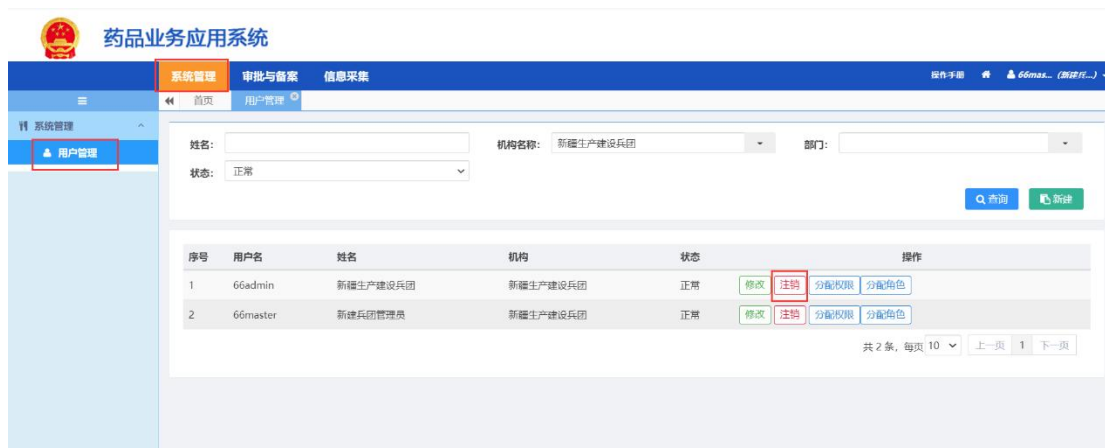 药品业务应用系统
系统管理 审批与备案 信息采集 操作手册 66mas... (新建兵...)
首页 用户管理
系统管理
用户管理
姓名: 机构名称: 新疆生产建设兵团 部门:
状态: 正常
查询 新建
序号 用户名 姓名 机构 状态 操作
1 66admin 新疆生产建设兵团 新疆生产建设兵团 正常 修改 注销 分配权限 分配角色
2 66master 新建兵团管理员 新疆生产建设兵团 正常 修改 注销 分配权限 分配角色
共 2 条, 每页 10 上一页 1 下一页